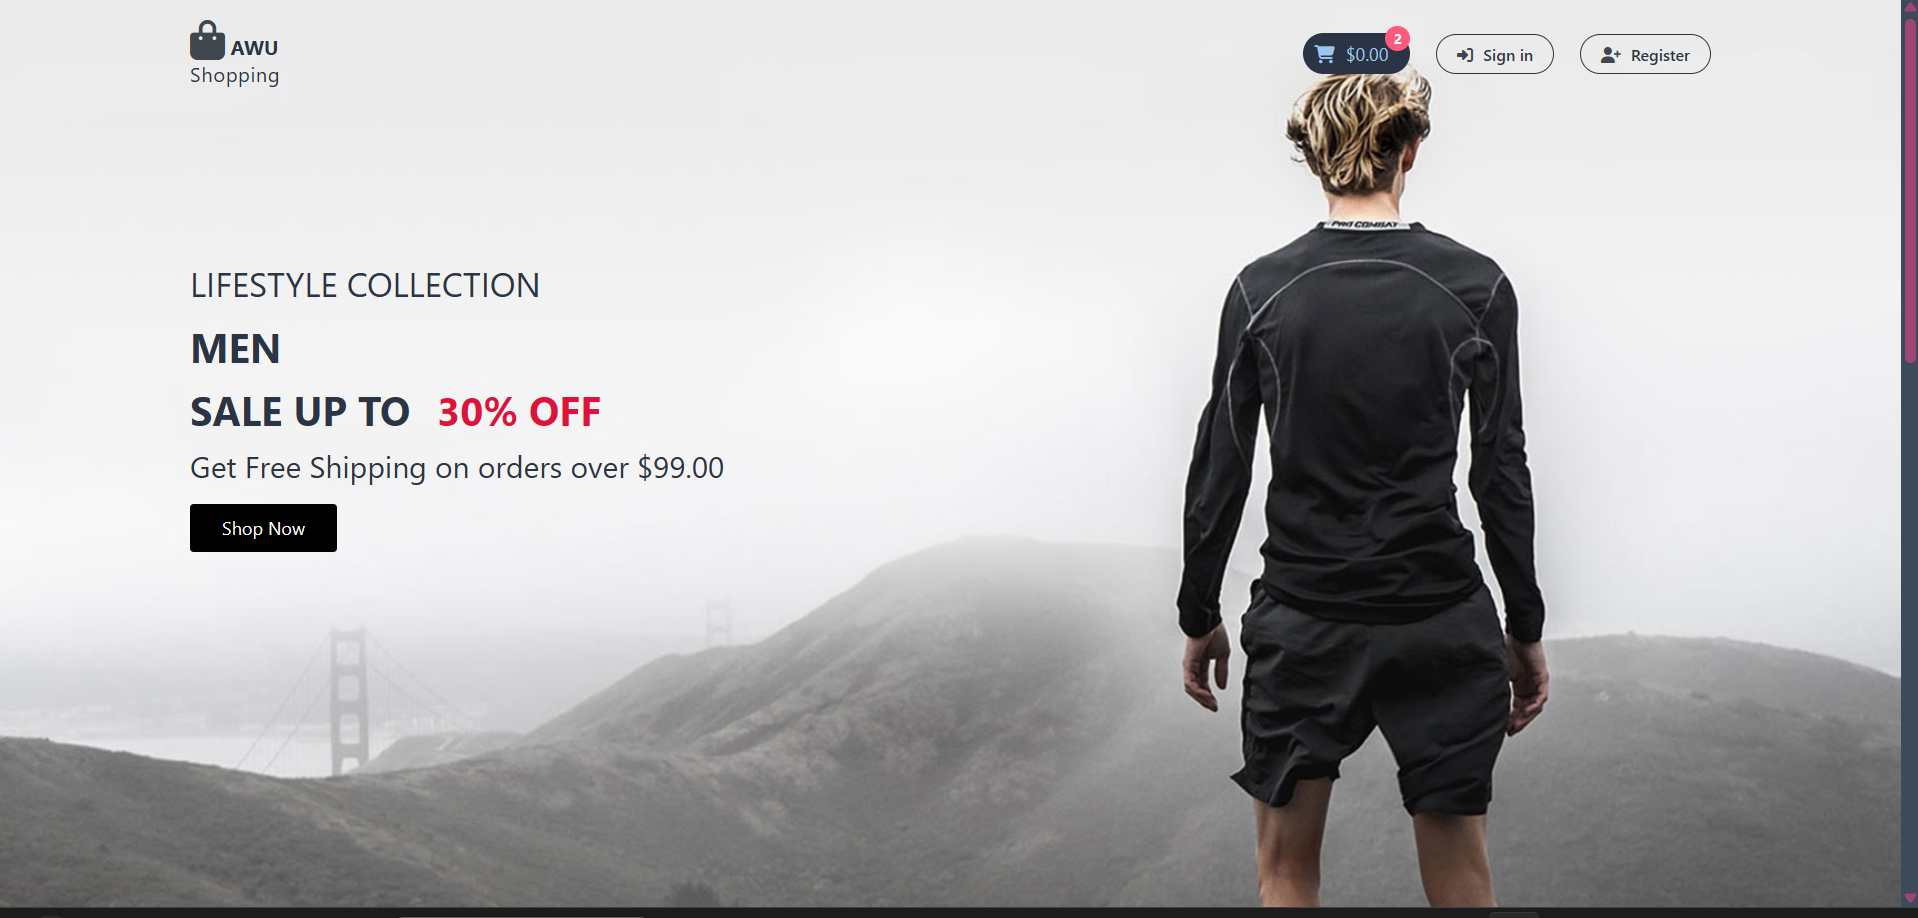 AWU
Shopping
$0.00
2
Sign in
Register
PRO COMBAT
LIFESTYLE COLLECTION
MEN
SALE UP TO 30% OFF
Get Free Shipping on orders over $99.00
Shop Now